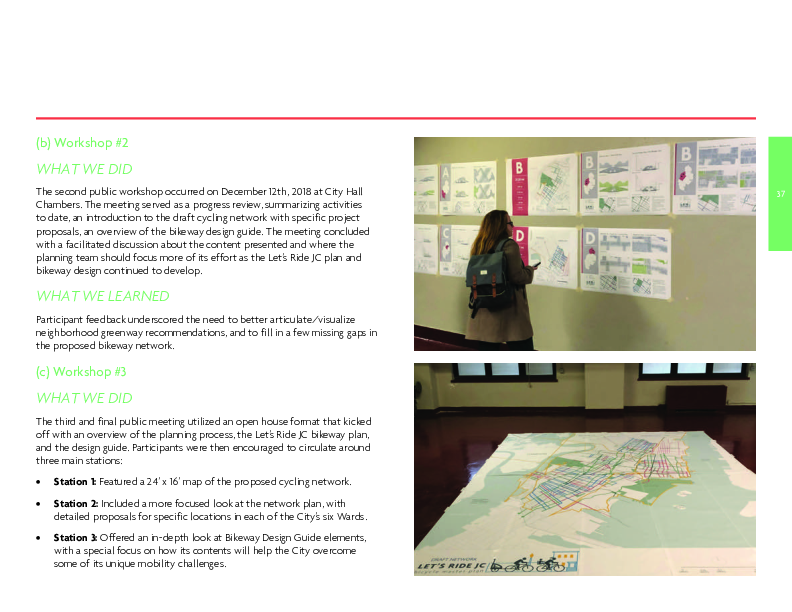 37
(b) Workshop #2
WHAT WE DID
The second public workshop occurred on December 12th, 2018 at City Hall
Chambers. The meeting served as a progress review, summarizing activities
to date, an introduction to the draft cycling network with specific project
proposals, an overview of the bikeway design guide. The meeting concluded
with a facilitated discussion about the content presented and where the
planning team should focus more of its effort as the Let's Ride JC plan and
bikeway design continued to develop.
WHAT WE LEARNED
Participant feedback underscored the need to better articulate/visualize
neighborhood greenway recommendations, and to fill in a few missing gaps in
the proposed bikeway network.
(c) Workshop #3
WHAT WE DID
The third and final public meeting utilized an open house format that kicked
off with an overview of the planning process, the Let's Ride JC bikeway plan,
and the design guide. Participants were then encouraged to circulate around
three main stations:
• Station 1: Featured a 24' x 16' map of the proposed cycling network.
• Station 2: Included a more focused look at the network plan, with
detailed proposals for specific locations in each of the City's six Wards.
• Station 3: Offered an in-depth look at Bikeway Design Guide elements,
with a special focus on how its contents will help the City overcome
some of its unique mobility challenges.
A
B
B
B
C
D
D
DRAFT NETWORK
LET'S RIDE JC